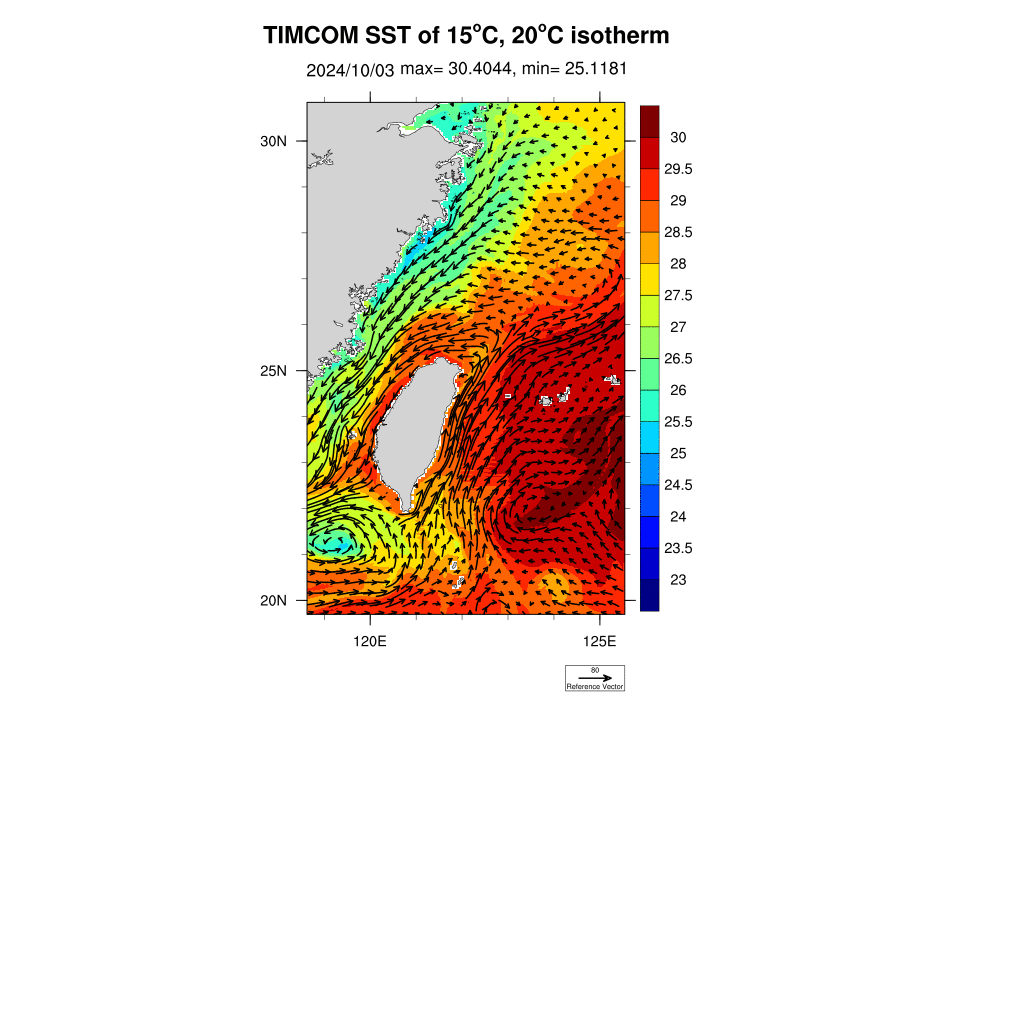 TIMCOM SST of 15°C, 20°C isotherm
2024/10/03 max= 30.4044, min= 25.1181
30N
25N
20N
120E
125E
30
29.5
29
28.5
28
27.5
27
26.5
26
25.5
25
24.5
24
23.5
23
80
Reference Vector